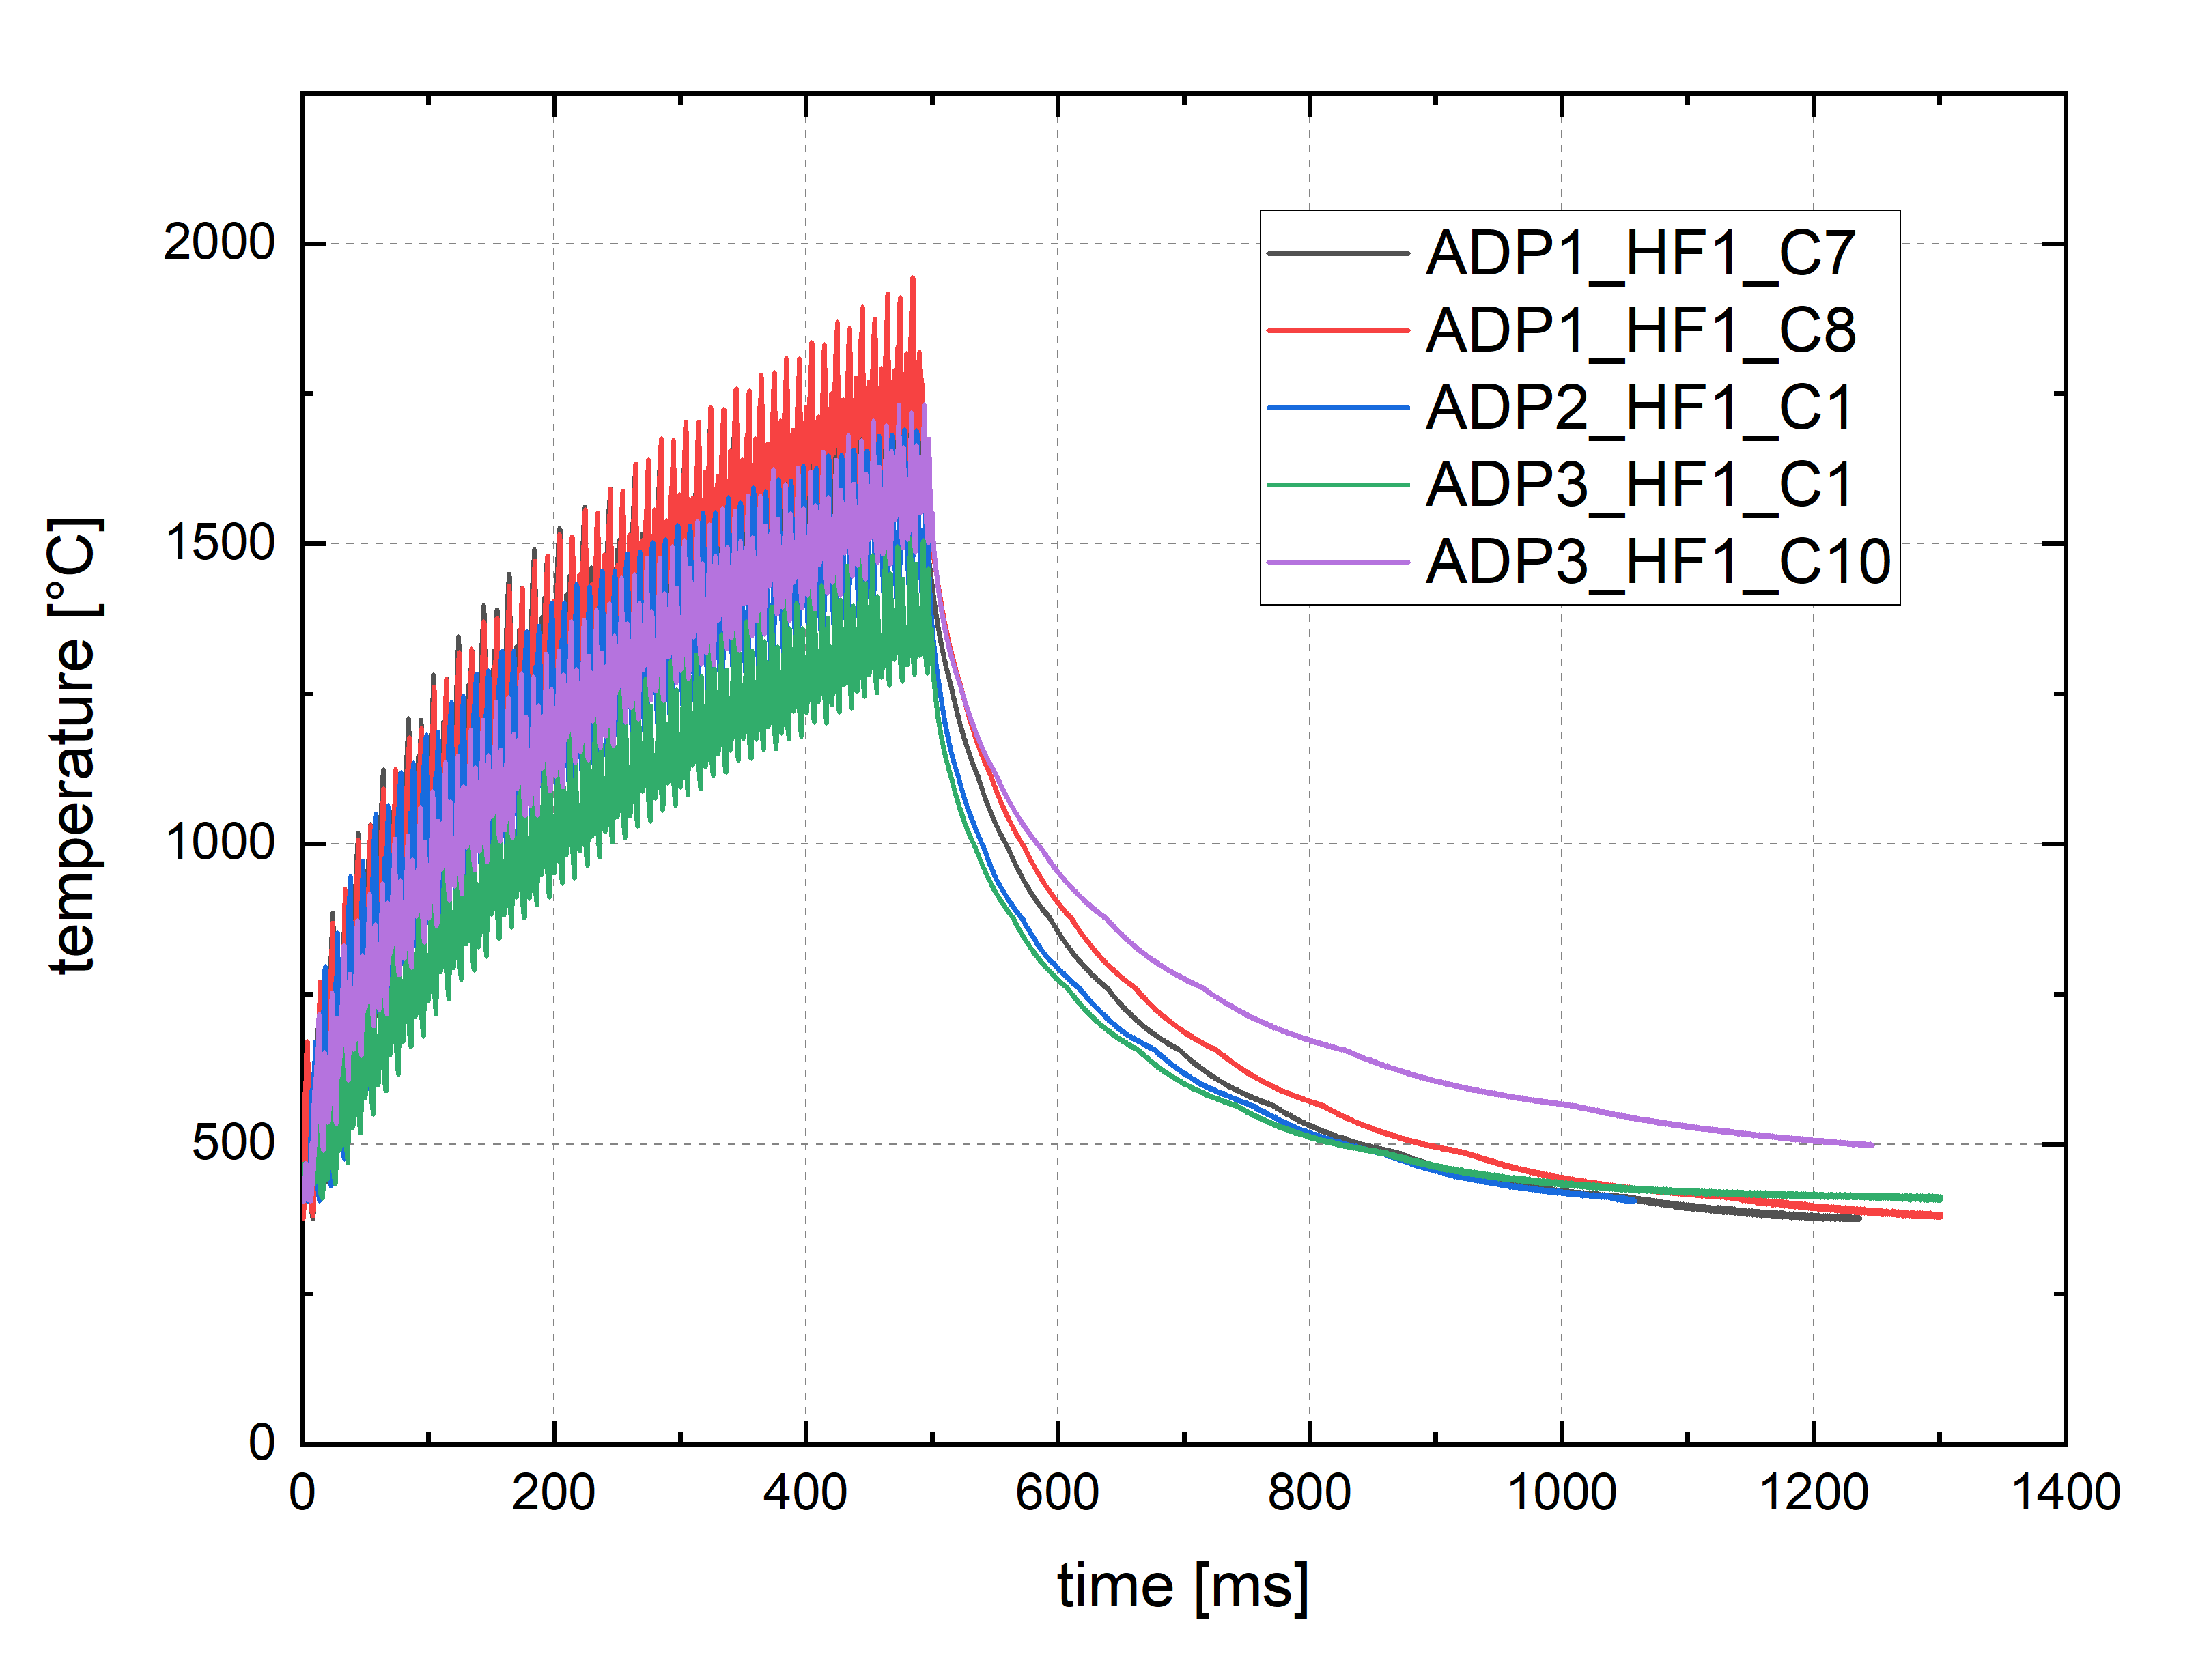 2000
1500
1000
500
0
temperature [°C]
ADP1_HF1_C7
ADP1_HF1_C8
ADP2_HF1_C1
ADP3_HF1_C1
ADP3_HF1_C10
0 200 400 600 800 1000 1200 1400
time [ms]